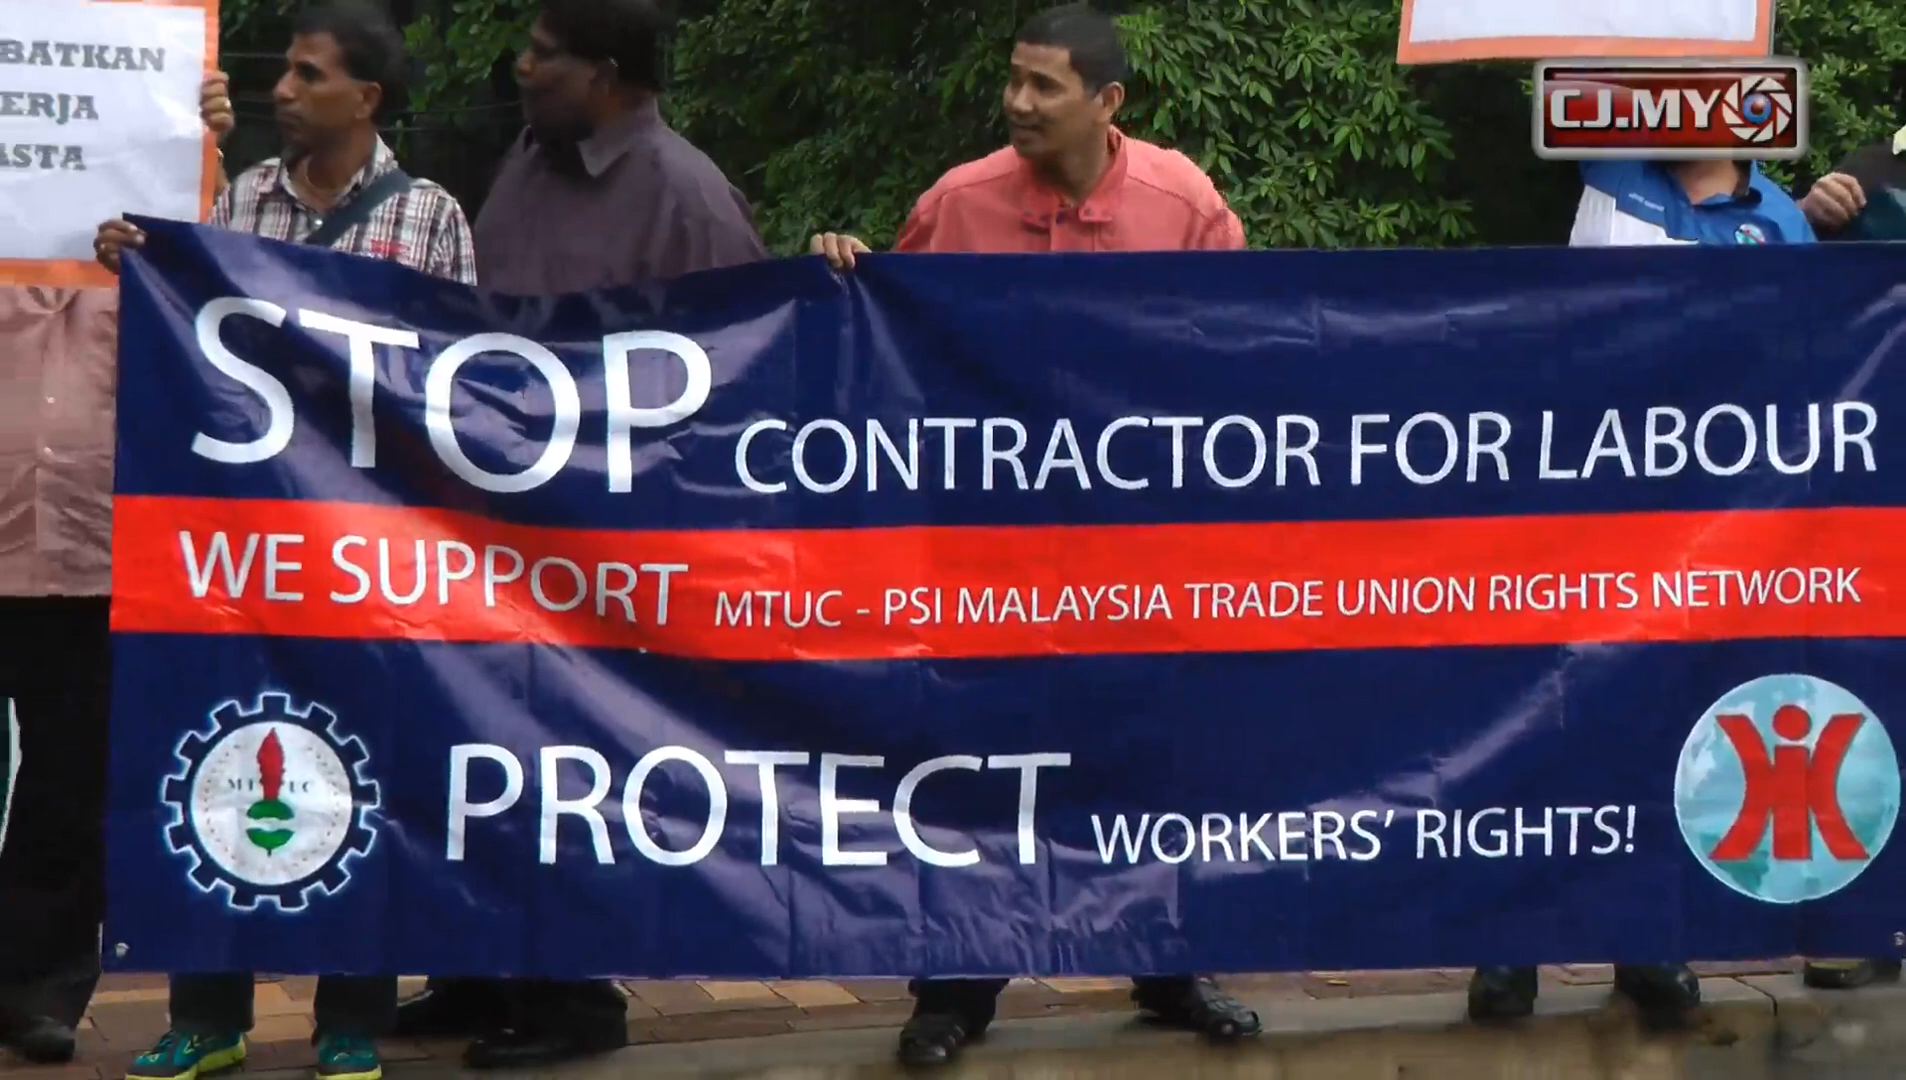 BATKAN
ERJA
ASTA
CJ.MY
STOP CONTRACTOR FOR LABOUR
WE SUPPORT MTUC - PSI MALAYSIA TRADE UNION RIGHTS NETWORK
MTUC
PROTECT WORKERS' RIGHTS!